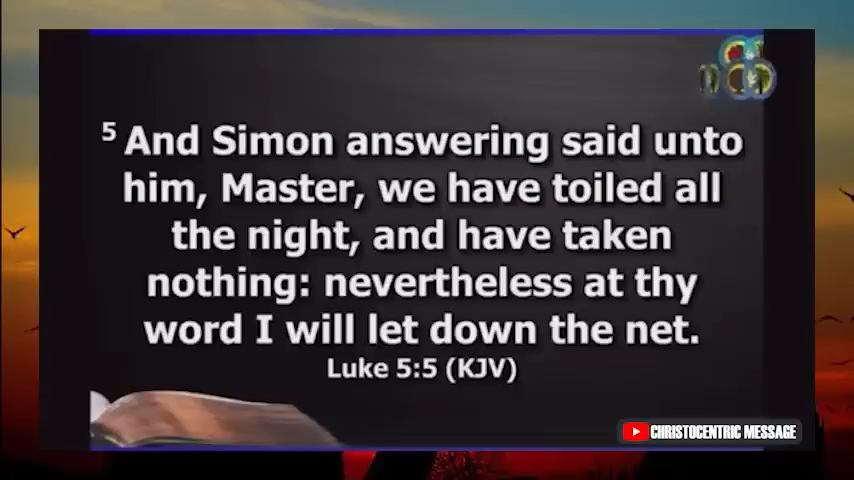 5 And Simon answering said unto
him, Master, we have toiled all
the night, and have taken
nothing: nevertheless at thy
word I will let down the net.
Luke 5:5 (KJV)
CHRISTOCENTRIC MESSAGE